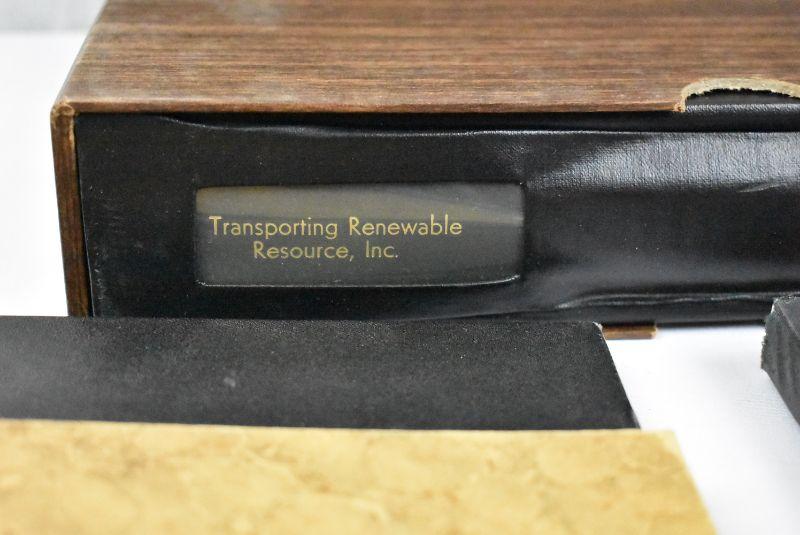 Transporting Renewable
Resource, Inc.